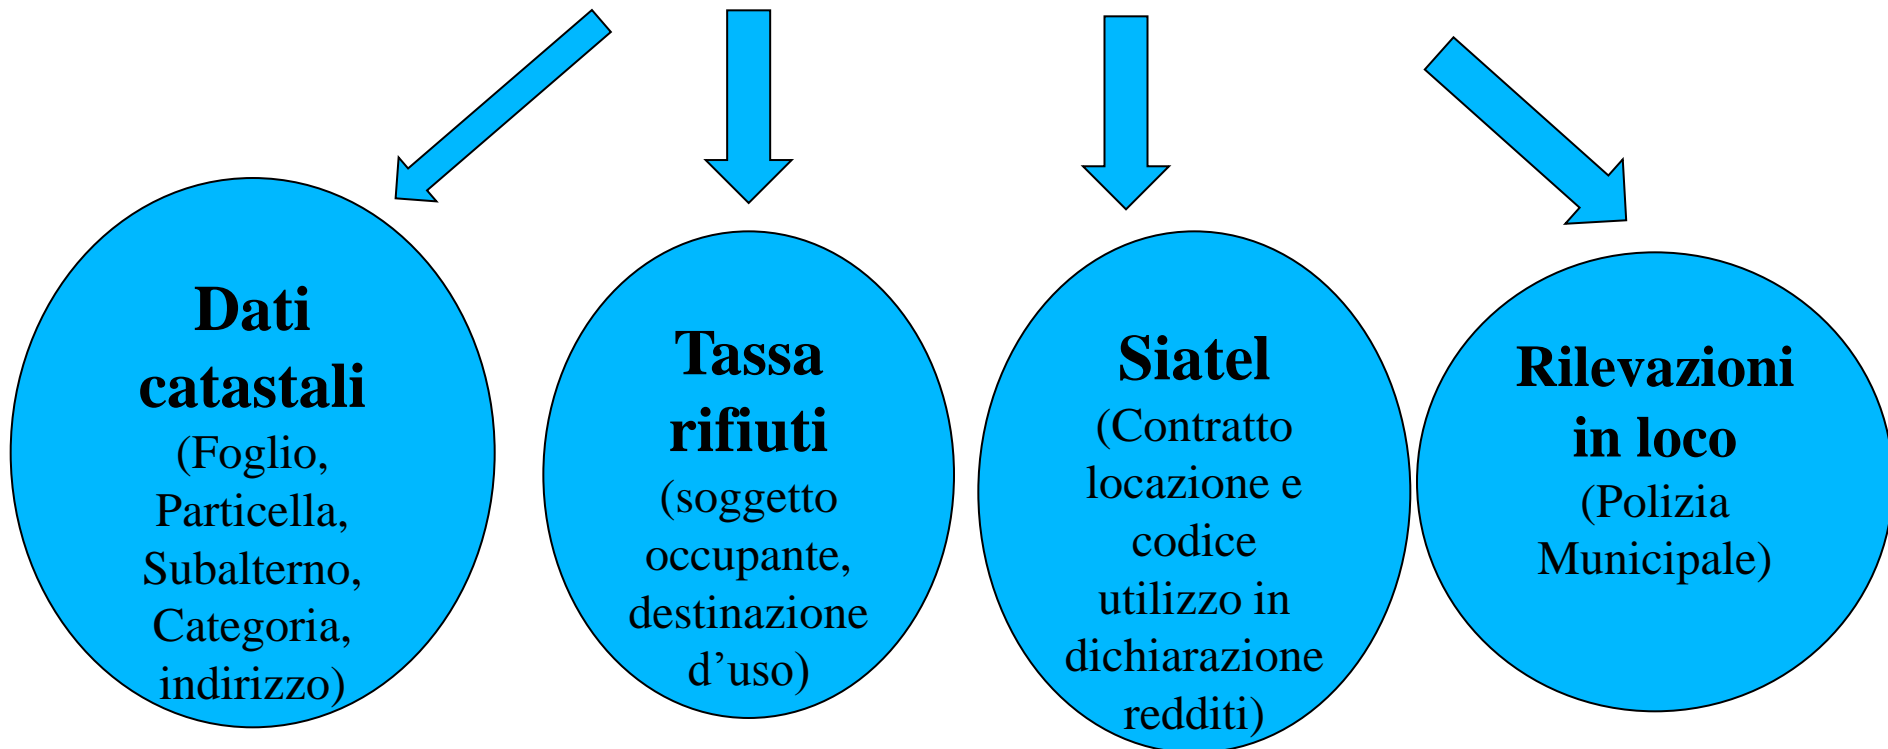 Dati
catastali
(Foglio,
Particella,
Subalterno,
Categoria,
indirizzo)
Tassa
rifiuti
(soggetto
occupante,
destinazione
d’uso)
Siatel
(Contratto
locazione e
codice
utilizzo in
dichiarazione
redditi)
Rilevazioni
in loco
(Polizia
Municipale)